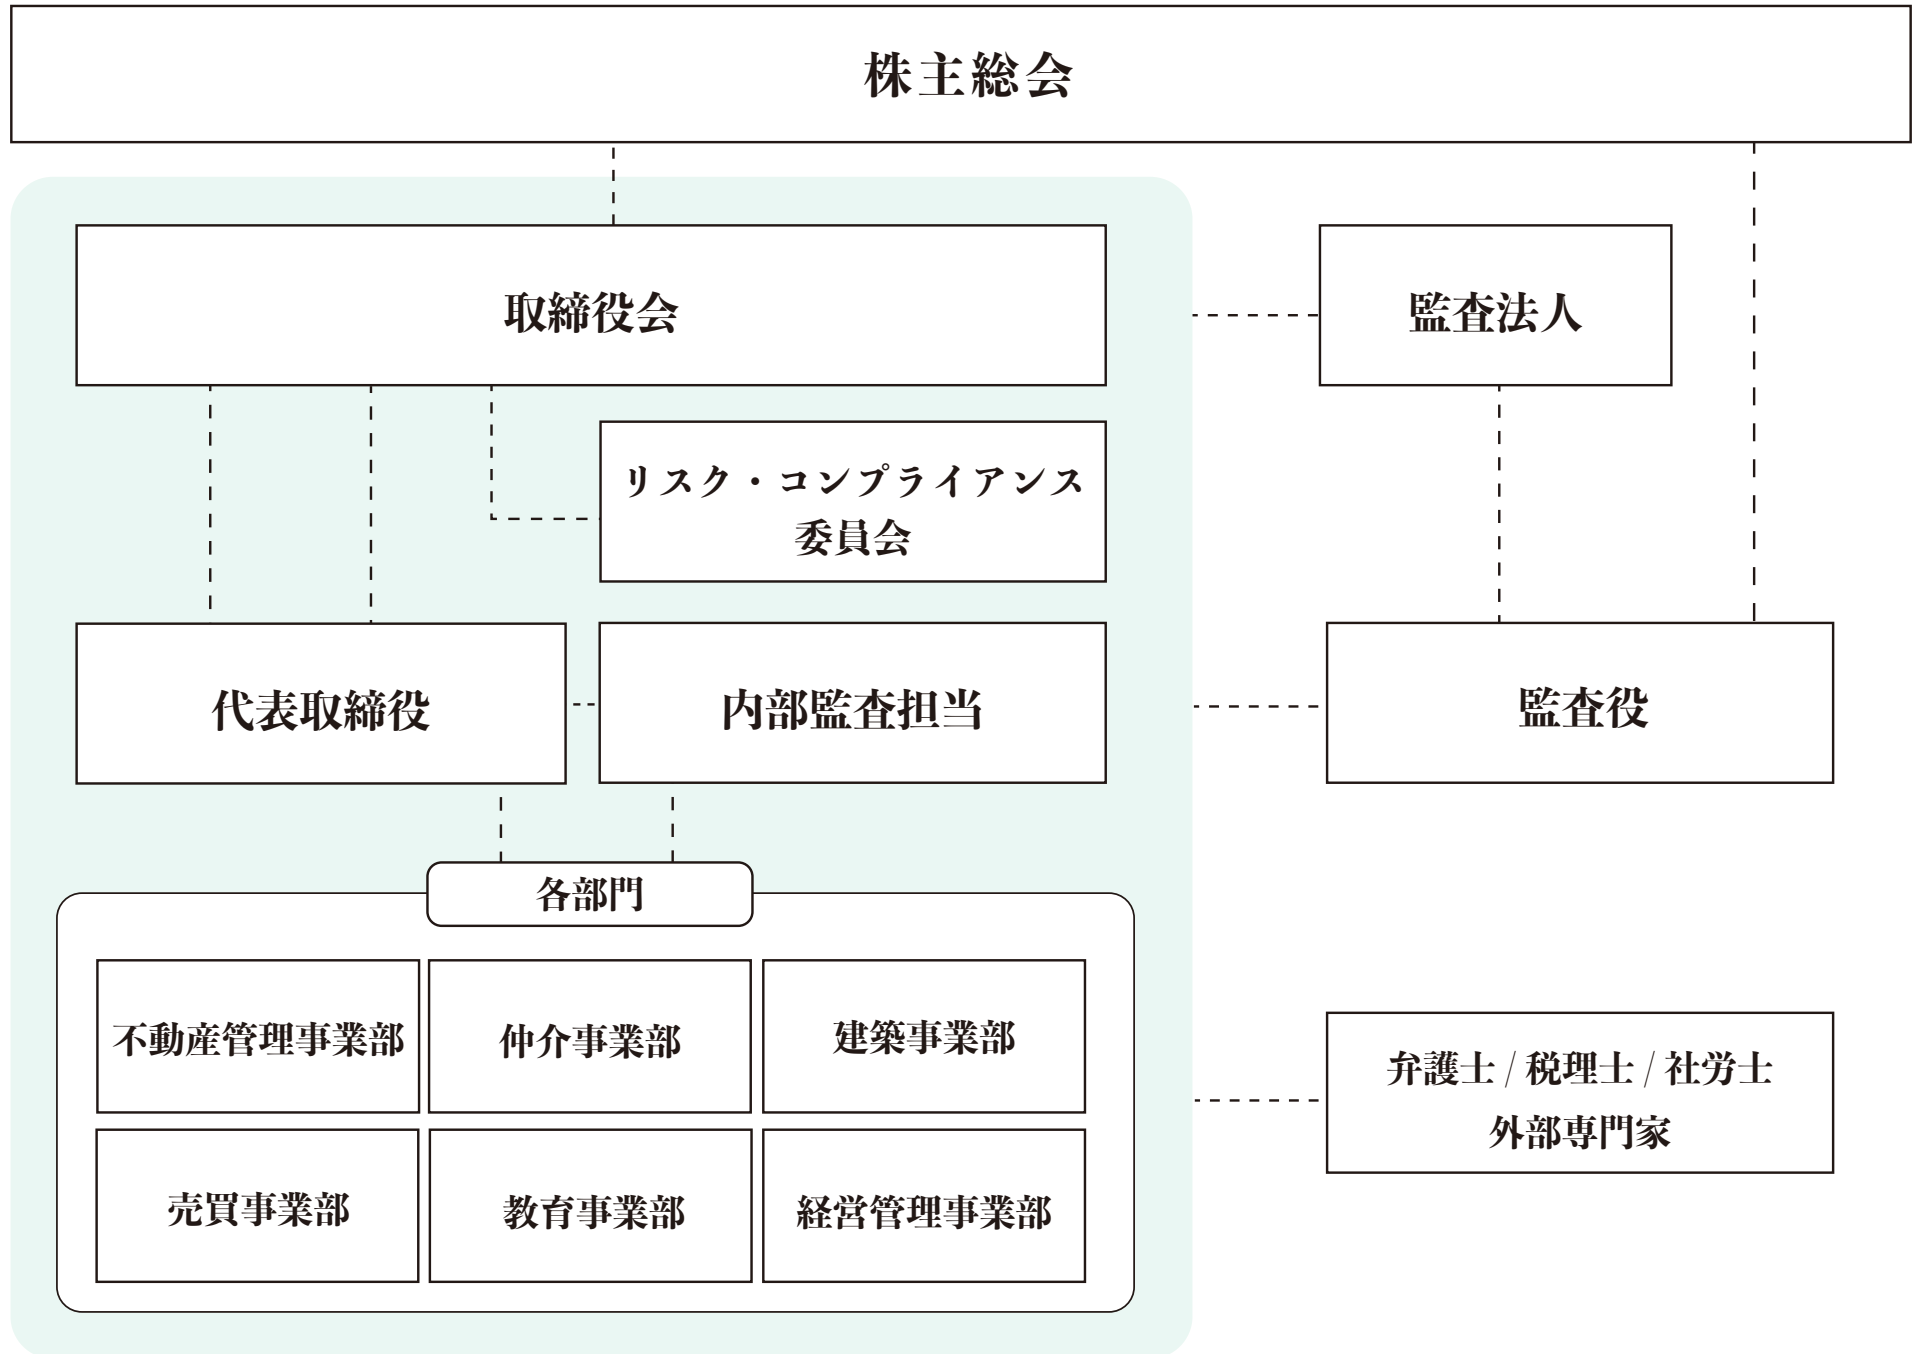 株主総会
取締役会
監査法人
リスク・コンプライアンス
委員会
代表取締役
内部監査担当
監査役
各部門
不動産管理事業部
仲介事業部
建築事業部
売買事業部
教育事業部
経営管理事業部
弁護士 / 税理士 / 社労士
外部専門家